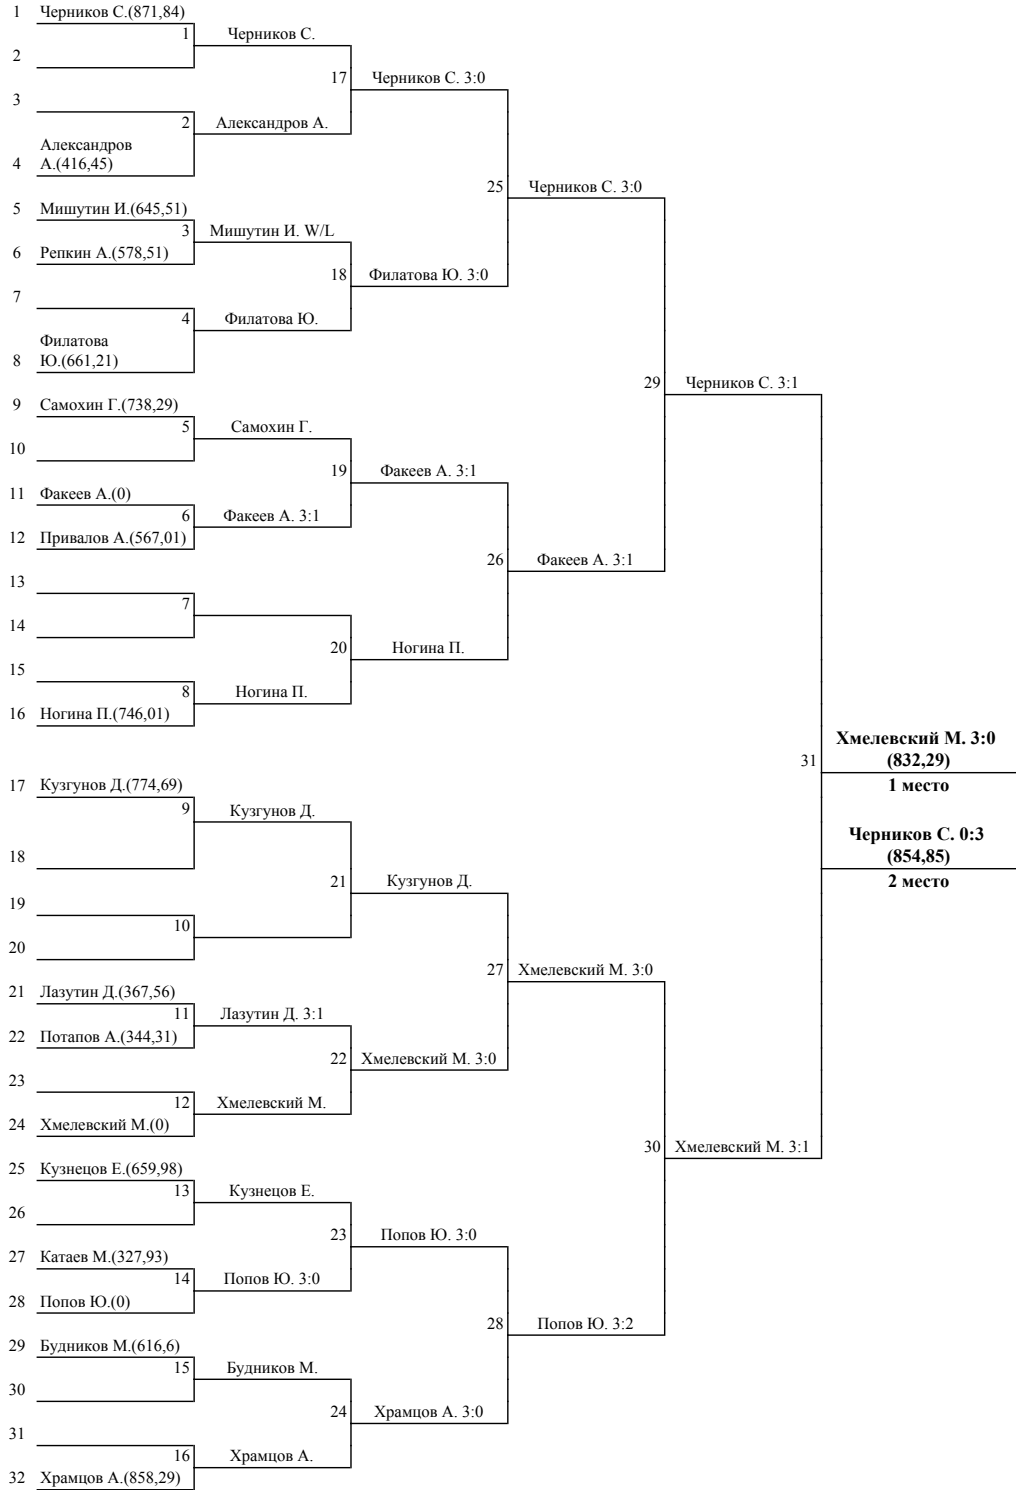 1 Черников С.(871,84)
1 Черников С.
2
17 Черников С. 3:0
3
2 Александров А.
Александров
4 А.(416,45)
25 Черников С. 3:0
5 Мишутин И.(645,51)
3 Мишутин И. W/L
6 Репкин А.(578,51)
18 Филатова Ю. 3:0
7
4 Филатова Ю.
Филатова
8 Ю.(661,21)
29 Черников С. 3:1
9 Самохин Г.(738,29)
5 Самохин Г.
10
19 Факеев А. 3:1
11 Факеев А.(0)
6 Факеев А. 3:1
12 Привалов А.(567,01)
26 Факеев А. 3:1
13
7
14
20 Ногина П.
15
8 Ногина П.
16 Ногина П.(746,01)
Хмелевский М. 3:0
31 (832,29)
1 место
17 Кузгунов Д.(774,69)
9 Кузгунов Д.
Черников С. 0:3
18 (854,85)
21 Кузгунов Д.
2 место
19
10
20
27 Хмелевский М. 3:0
21 Лазутин Д.(367,56)
11 Лазутин Д. 3:1
22 Потапов А.(344,31)
22 Хмелевский М. 3:0
23
12 Хмелевский М.
24 Хмелевский М.(0)
30 Хмелевский М. 3:1
25 Кузнецов Е.(659,98)
13 Кузнецов Е.
26
23 Попов Ю. 3:0
27 Катаев М.(327,93)
14 Попов Ю. 3:0
28 Попов Ю.(0)
28 Попов Ю. 3:2
29 Будников М.(616,6)
15 Будников М.
30
24 Храмцов А. 3:0
31
16 Храмцов А.
32 Храмцов А.(858,29)